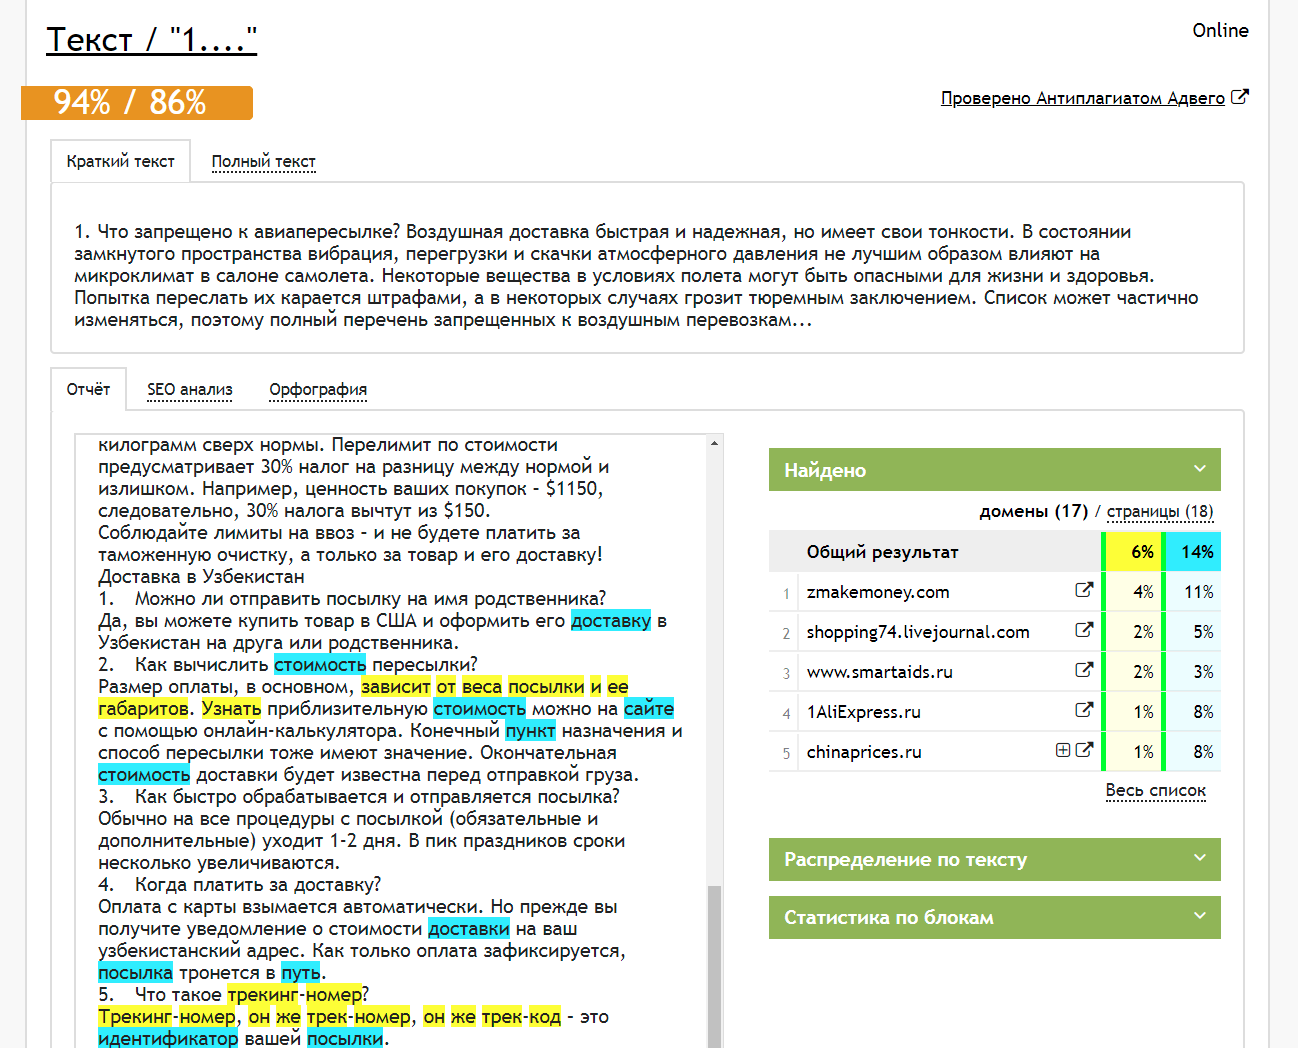 Текст / "1...."
Online
94% / 86%
Проверено Антиплагиатом Адвего
Краткий текст
Полный текст
1. Что запрещено к авиапересылке? Воздушная доставка быстрая и надежная, но имеет свои тонкости. В состоянии
замкнутого пространства вибрация, перегрузки и скачки атмосферного давления не лучшим образом влияют на
микроклимат в салоне самолета. Некоторые вещества в условиях полета могут быть опасными для жизни и здоровья.
Попытка переслать их карается штрафами, а в некоторых случаях грозит тюремным заключением. Список может частично
изменяться, поэтому полный перечень запрещенных к воздушным перевозкам...
Отчёт
SEO анализ
Орфография
килограмм сверх нормы. Перелимит по стоимости
предусматривает 30% налог на разницу между нормой и
излишком. Например, ценность ваших покупок – $1150,
следовательно, 30% налога вычтут из $150.
Соблюдайте лимиты на ввоз – и не будете платить за
таможенную очистку, а только за товар и его доставку!
Доставка в Узбекистан
1. Можно ли отправить посылку на имя родственника?
Да, вы можете купить товар в США и оформить его доставку в
Узбекистан на друга или родственника.
2. Как вычислить стоимость пересылки?
Размер оплаты, в основном, зависит от веса посылки и ее
габаритов. Узнать приблизительную стоимость можно на сайте
с помощью онлайн-калькулятора. Конечный пункт назначения и
способ пересылки тоже имеют значение. Окончательная
стоимость доставки будет известна перед отправкой груза.
3. Как быстро обрабатывается и отправляется посылка?
Обычно на все процедуры с посылкой (обязательные и
дополнительные) уходит 1-2 дня. В пик праздников сроки
несколько увеличиваются.
4. Когда платить за доставку?
Оплата с карты взымается автоматически. Но прежде вы
получите уведомление о стоимости доставки на ваш
узбекистанский адрес. Как только оплата зафиксируется,
посылка тронется в путь.
5. Что такое трекинг-номер?
Трекинг-номер, он же трек-номер, он же трек-код – это
идентификатор вашей посылки.
Найдено
домены (17) / страницы (18)
Общий результат 6% 14%
1 zmakemoney.com 4% 11%
2 shopping74.livejournal.com 2% 5%
3 www.smartaids.ru 2% 3%
4 1AliExpress.ru 1% 8%
5 chinaprices.ru 1% 8%
Весь список
Распределение по тексту
Статистика по блокам